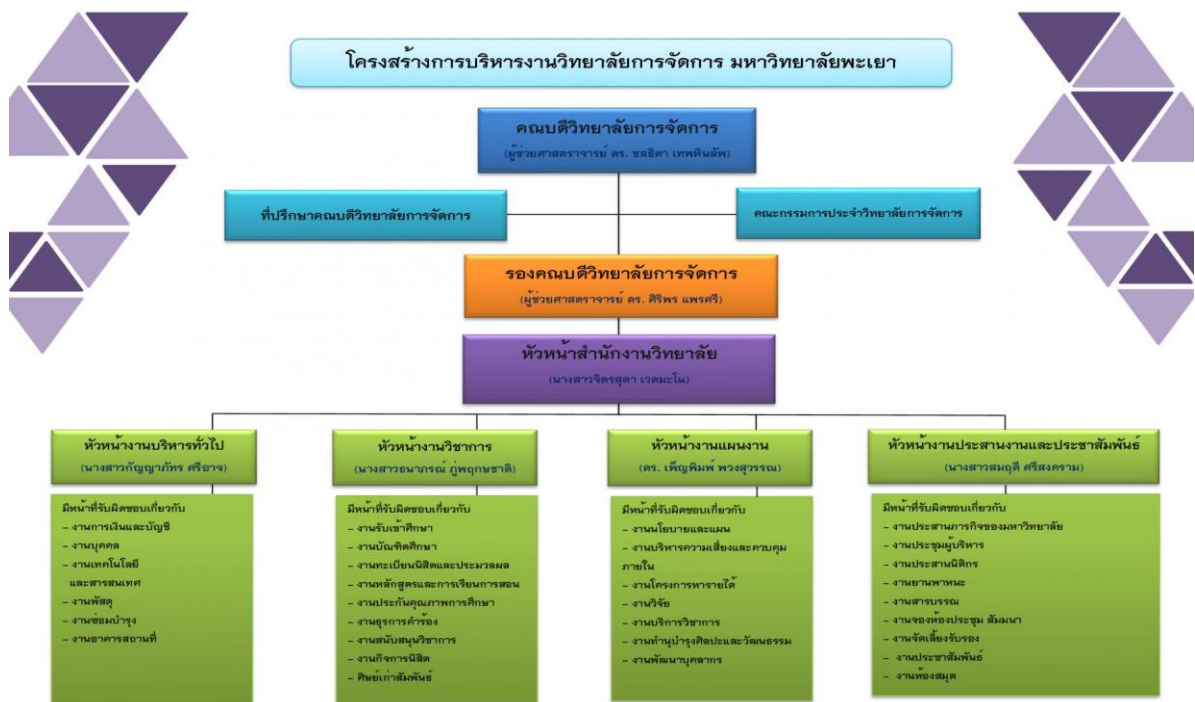 โครงสร้างการบริหารงานวิทยาลัยการจัดการ มหาวิทยาลัยพะเยา
คณบดีวิทยาลัยการจัดการ
(ผู้ช่วยศาสตราจารย์ ดร. ชลธิดา เทพหินลัพ)
ที่ปรึกษาคณบดีวิทยาลัยการจัดการ
คณะกรรมการประจำวิทยาลัยการจัดการ
รองคณบดีวิทยาลัยการจัดการ
(ผู้ช่วยศาสตราจารย์ ดร. ศิริพร แพรศรี)
หัวหน้าสำนักงานวิทยาลัย
(นางสาวจิตรสุดา เวตมะโน)
หัวหน้างานบริหารทั่วไป
(นางสาวกัญญาภัทร ศรีอาจ)
มีหน้าที่รับผิดชอบเกี่ยวกับ
– งานการเงินและบัญชี
– งานบุคคล
– งานเทคโนโลยี
และสารสนเทศ
– งานพัสดุ
– งานซ่อมบำรุง
– งานอาคารสถานที่
หัวหน้างานวิชาการ
(นางสาวธนาภรณ์ ภู่พฤกษชาติ)
มีหน้าที่รับผิดชอบเกี่ยวกับ
– งานรับเข้าศึกษา
– งานบัณฑิตศึกษา
– งานทะเบียนนิสิตและประมวลผล
– งานหลักสูตรและการเรียนการสอน
– งานประกันคุณภาพการศึกษา
– งานธุรการคำร้อง
– งานสนับสนุนวิชาการ
– งานกิจการนิสิต
– ศิษย์เก่าสัมพันธ์
หัวหน้างานแผนงาน
(ดร. เพ็ญพิมพ์ พวงสุวรรณ)
มีหน้าที่รับผิดชอบเกี่ยวกับ
– งานนโยบายและแผน
– งานบริหารความเสี่ยงและควบคุม
ภายใน
– งานโครงการหารายได้
– งานวิจัย
– งานบริการวิชาการ
– งานทำนุบำรุงศิลปะและวัฒนธรรม
– งานพัฒนาบุคลากร
หัวหน้างานประสานงานและประชาสัมพันธ์
(นางสาวสมฤดี ศรีสงคราม)
มีหน้าที่รับผิดชอบเกี่ยวกับ
– งานประสานภารกิจของมหาวิทยาลัย
– งานประชุมผู้บริหาร
– งานประสานนิติกร
– งานยานพาหนะ
– งานสารบรรณ
– งานจองห้องประชุม สัมมนา
– งานจัดเลี้ยงรับรอง
– งานประชาสัมพันธ์
– งานห้องสมุด